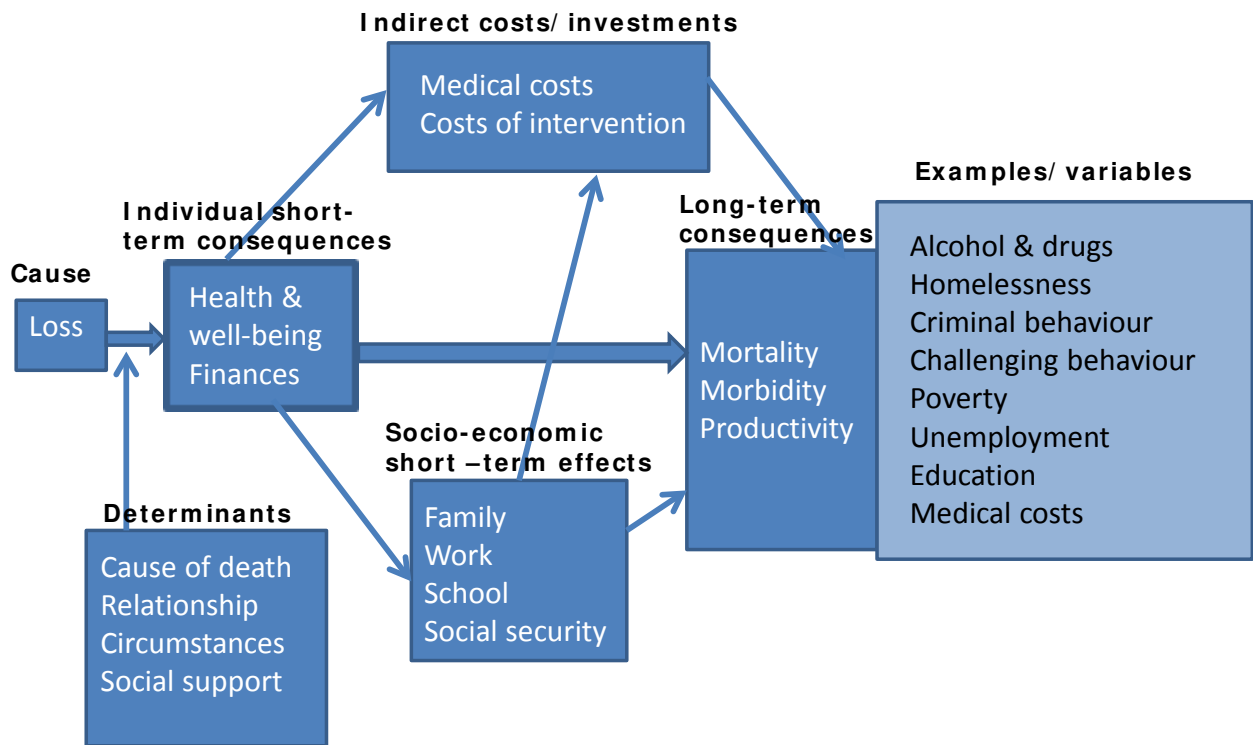 Indirect costs/ investments
Medical costs
Costs of intervention
Examples/ variables
Alcohol & drugs
Homelessness
Criminal behaviour
Challenging behaviour
Poverty
Unemployment
Education
Medical costs
Individual short-
term consequences
Health &
well-being
Finances
Long-term
consequences
Mortality
Morbidity
Productivity
Cause
Loss
Socio-economic
short –term effects
Family
Work
School
Social security
Determinants
Cause of death
Relationship
Circumstances
Social support